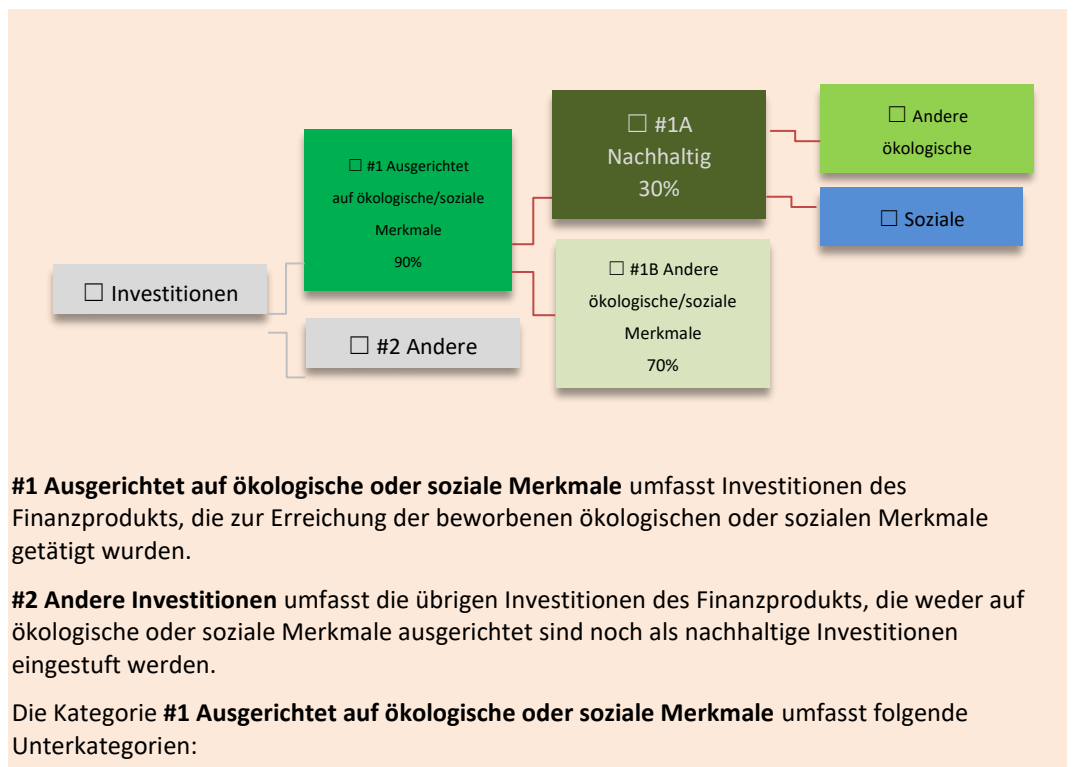 ☐ Investitionen
☐ #1 Ausgerichtet
auf ökologische/soziale
Merkmale
90%
☐ #2 Andere
☐ #1A
Nachhaltig
30%
☐ #1B Andere
ökologische/soziale
Merkmale
70%
☐ Andere
ökologische
☐ Soziale
#1 Ausgerichtet auf ökologische oder soziale Merkmale umfasst Investitionen des
Finanzprodukts, die zur Erreichung der beworbenen ökologischen oder sozialen Merkmale
getätigt wurden.
#2 Andere Investitionen umfasst die übrigen Investitionen des Finanzprodukts, die weder auf
ökologische oder soziale Merkmale ausgerichtet sind noch als nachhaltige Investitionen
eingestuft werden.
Die Kategorie #1 Ausgerichtet auf ökologische oder soziale Merkmale umfasst folgende
Unterkategorien: